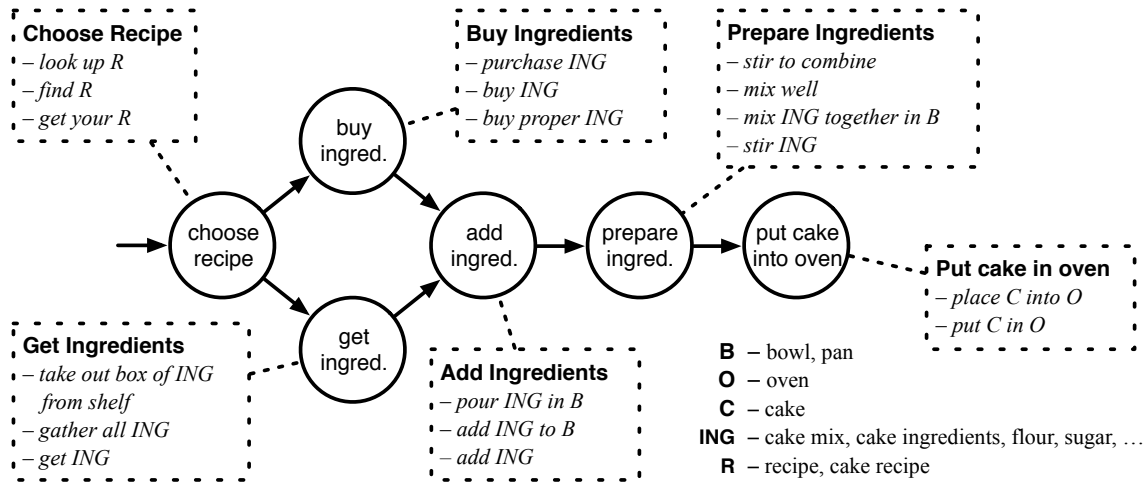 Choose Recipe
– look up R
– find R
– get your R
Buy Ingredients
– purchase ING
– buy ING
– buy proper ING
Prepare Ingredients
– stir to combine
– mix well
– mix ING together in B
– stir ING
buy
ingred.
choose
recipe
add
ingred.
prepare
ingred.
put cake
into oven
get
ingred.
Put cake in oven
– place C into O
– put C in O
Get Ingredients
– take out box of ING
from shelf
– gather all ING
– get ING
Add Ingredients
– pour ING in B
– add ING to B
– add ING
B – bowl, pan
O – oven
C – cake
ING – cake mix, cake ingredients, flour, sugar, …
R – recipe, cake recipe